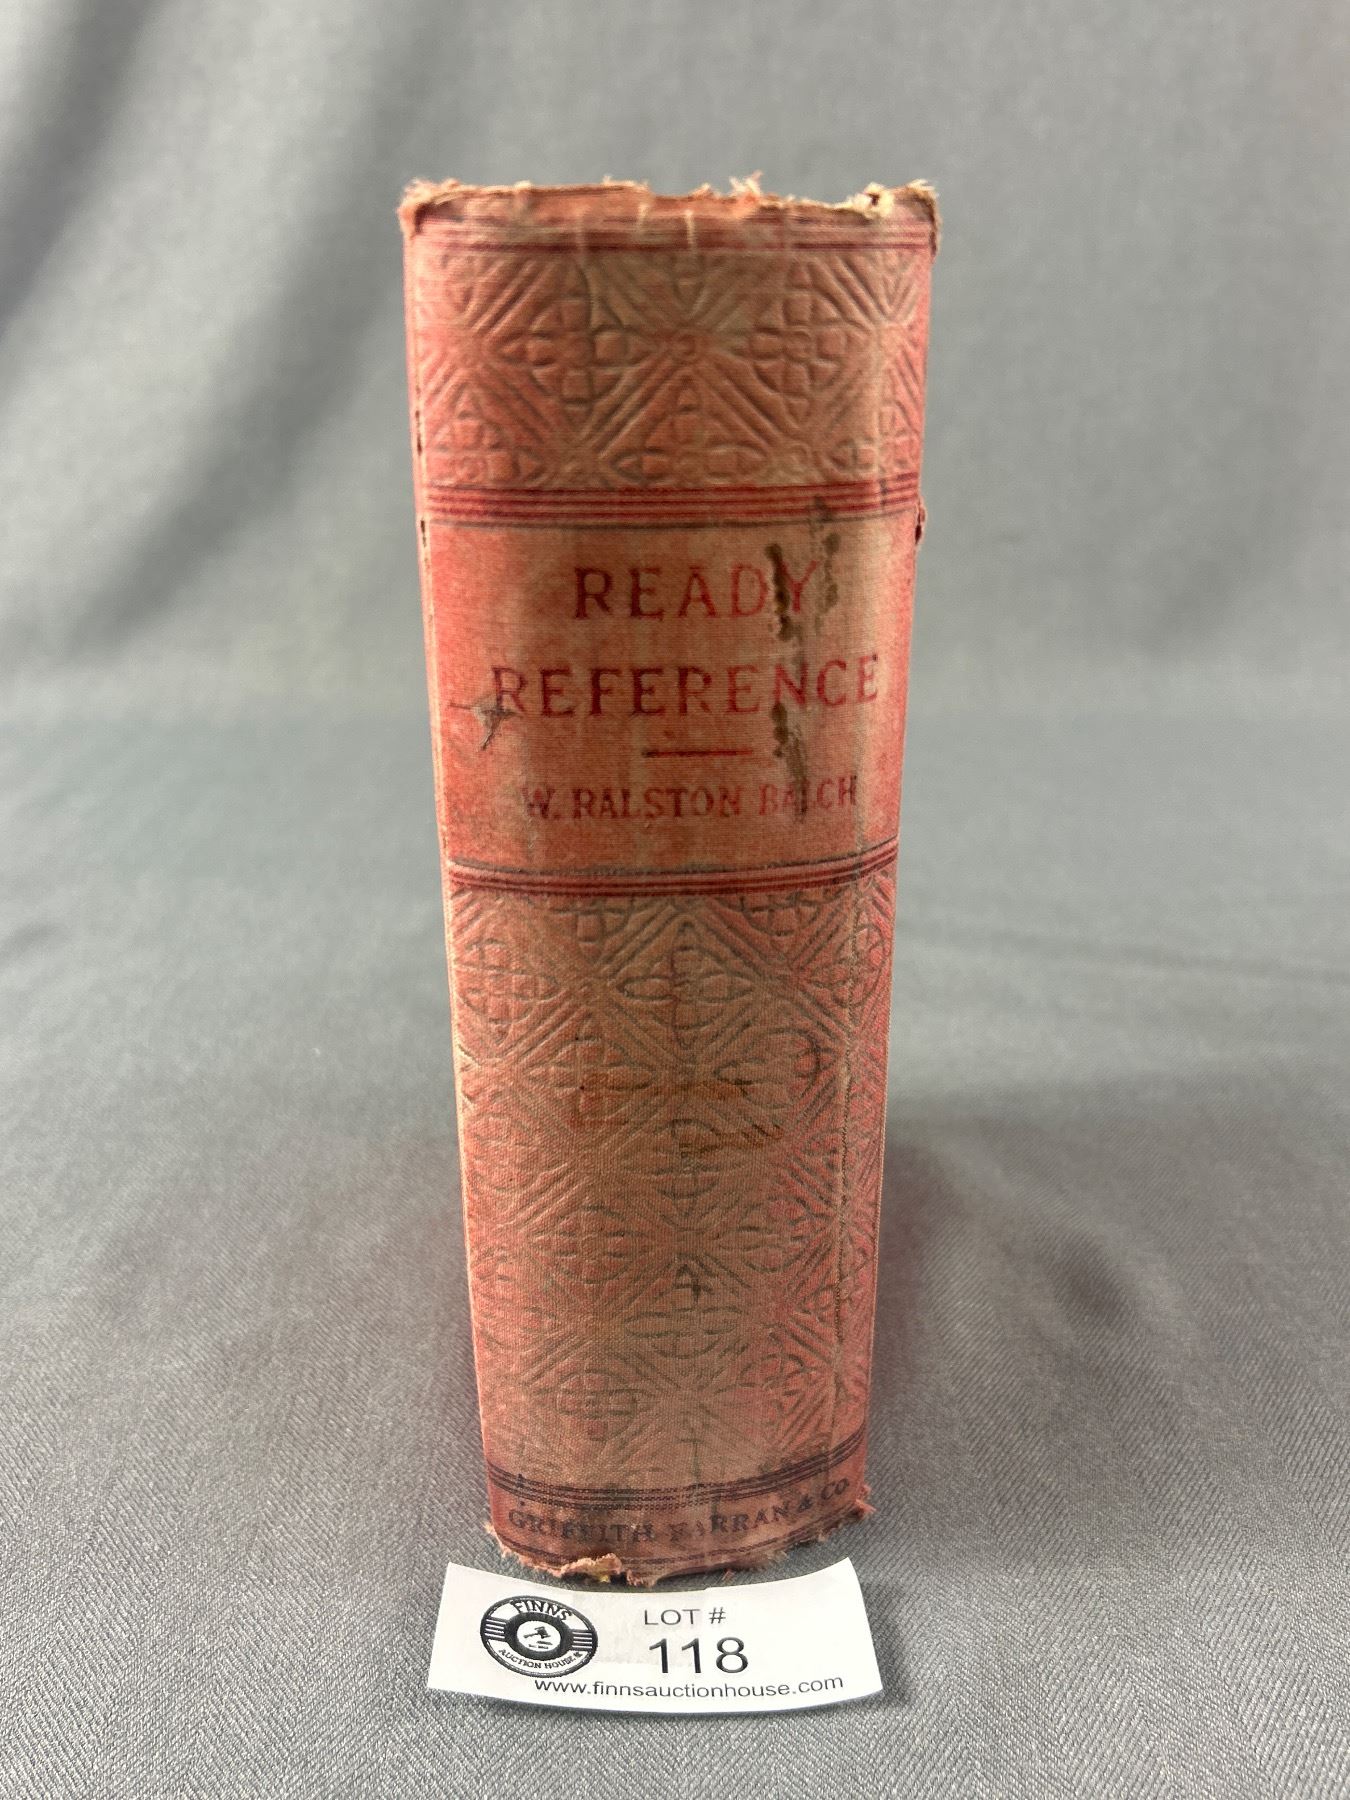 READY
REFERENCE
W. RALSTON BALCH
GRIFFITH FARRAN & Co.
FINNS
AUCTION HOUSE
LOT #
118
www.finnsauctionhouse.com